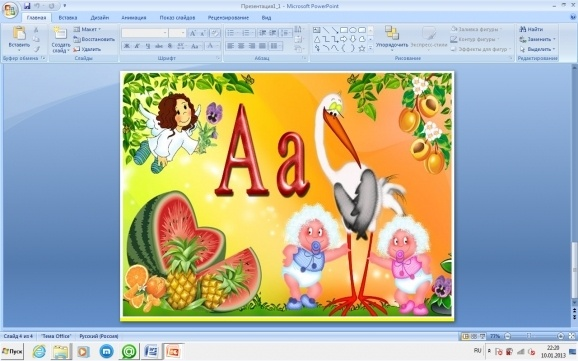 Презентация1_1 - Microsoft PowerPoint
Главная Вставка Дизайн Анимация Показ слайдов Рецензирование Вид
Вставить
Создать слайд
Макет
Восстановить
Удалить
Упорядочить
Экспресс-стили
Заливка фигуры
Контур фигуры
Эффекты для фигур
Найти
Заменить
Выделить
Буфер обмена Слайды Шрифт Абзац Рисование Редактирование
Аа
Слайд 4 из 4 "Тема Office" Русский (Россия) 77%
Пуск
RU
22:20
10.01.2013